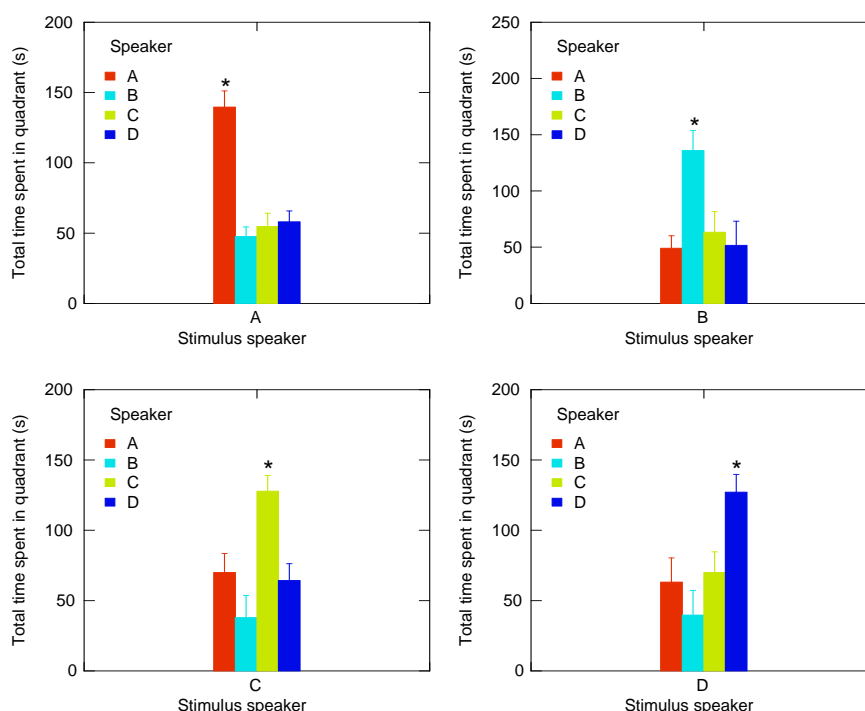 Total time spent in quadrant (s)
200
150
100
50
0
Speaker
A
B
C
D
*
A
Stimulus speaker
Total time spent in quadrant (s)
250
200
150
100
50
0
Speaker
A
B
C
D
*
B
Stimulus speaker
Total time spent in quadrant (s)
200
150
100
50
0
Speaker
A
B
C
D
*
C
Stimulus speaker
Total time spent in quadrant (s)
200
150
100
50
0
Speaker
A
B
C
D
*
D
Stimulus speaker